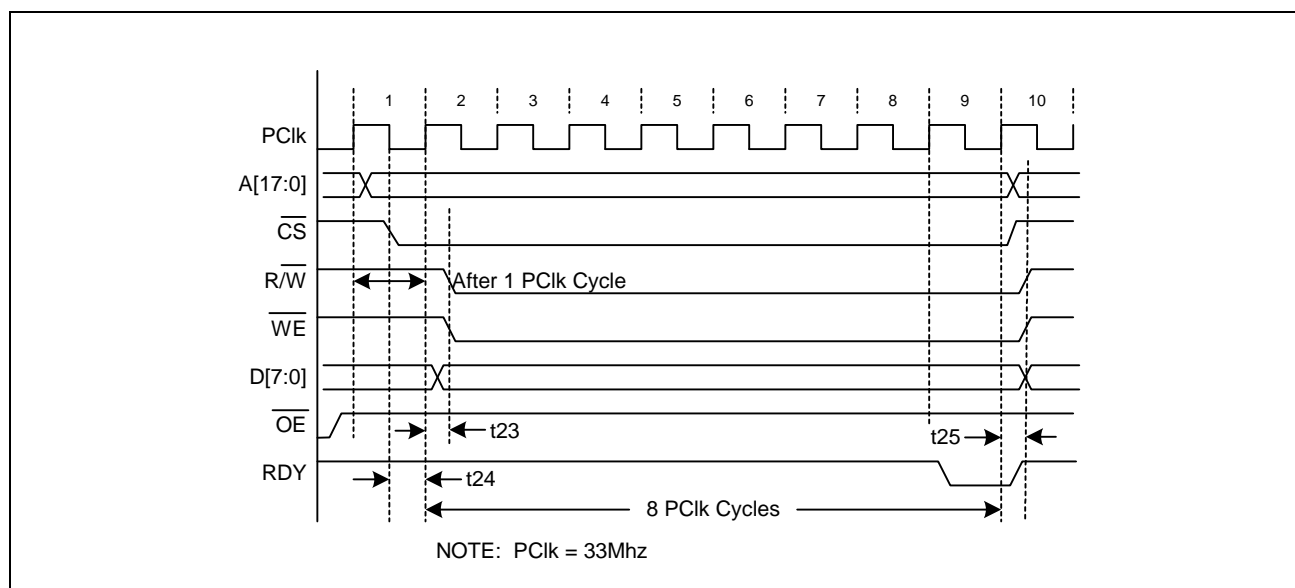 1 2 3 4 5 6 7 8 9 10
PClk
A[17:0]
CS
R/W After 1 PClk Cycle
WE
D[7:0]
OE
t23 t25
RDY
t24
8 PClk Cycles
NOTE: PClk = 33Mhz